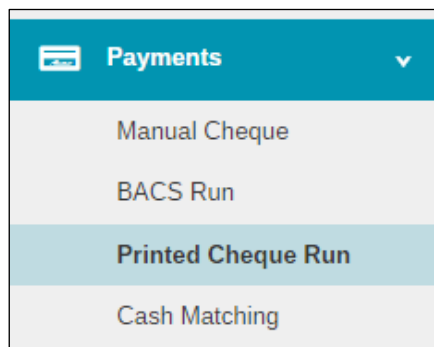 Payments
Manual Cheque
BACS Run
Printed Cheque Run
Cash Matching